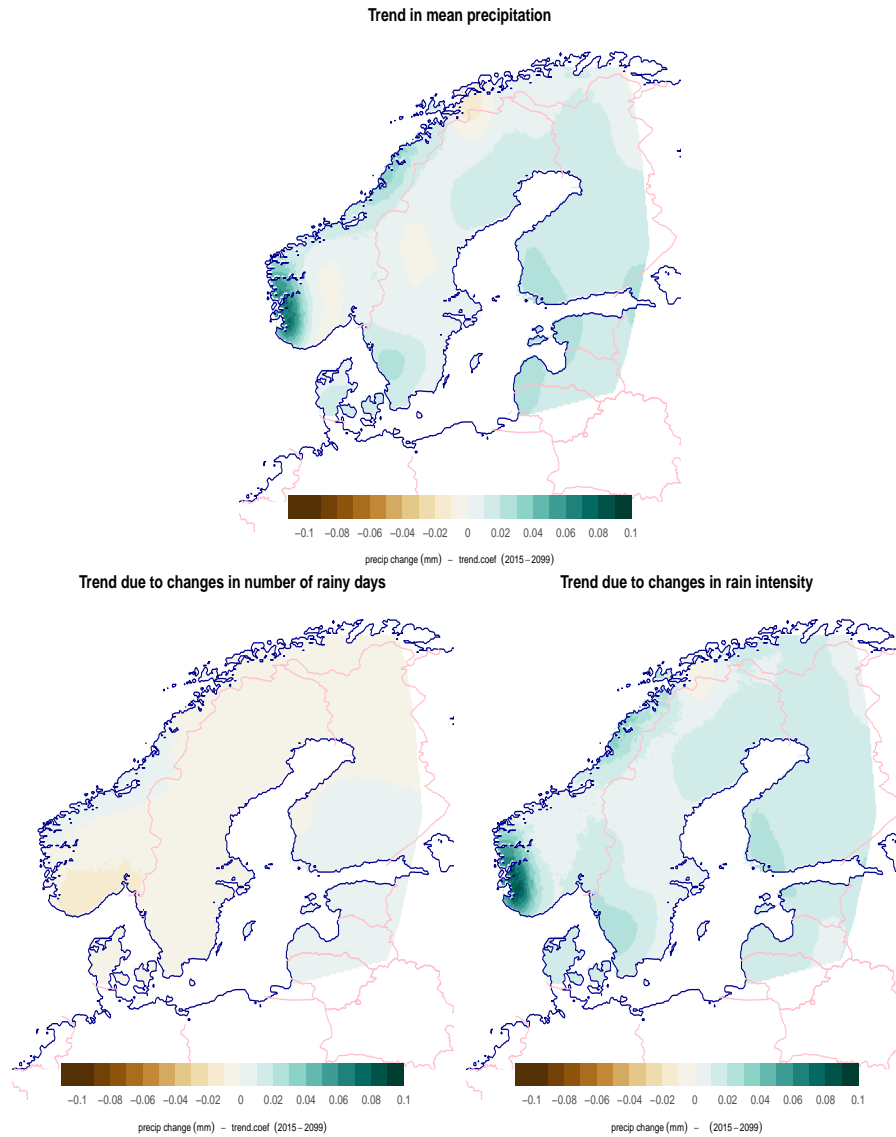 Trend in mean precipitation
−0.1 −0.08 −0.06 −0.04 −0.02 0 0.02 0.04 0.06 0.08 0.1
precip change (mm) − trend.coef (2015−2099)
Trend due to changes in number of rainy days
−0.1 −0.08 −0.06 −0.04 −0.02 0 0.02 0.04 0.06 0.08 0.1
precip change (mm) − trend.coef (2015−2099)
Trend due to changes in rain intensity
−0.1 −0.08 −0.06 −0.04 −0.02 0 0.02 0.04 0.06 0.08 0.1
precip change (mm) − (2015−2099)